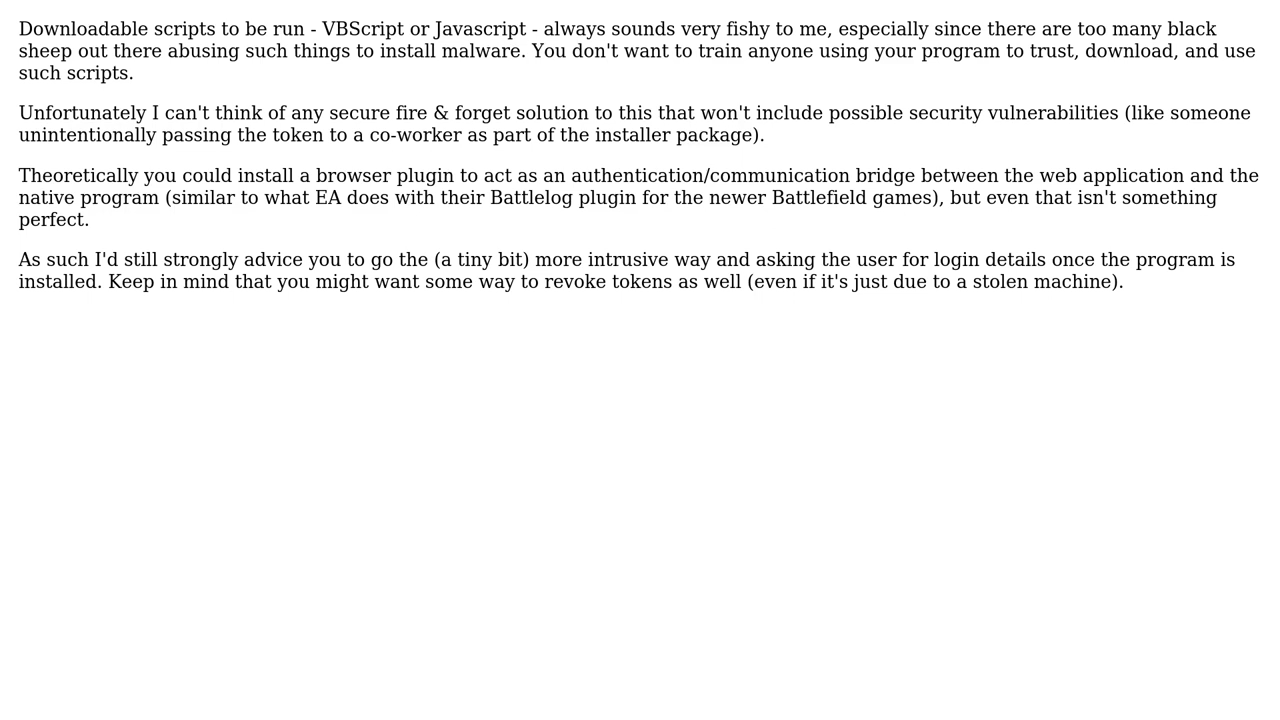 Downloadable scripts to be run - VBScript or Javascript - always sounds very fishy to me, especially since there are too many black
sheep out there abusing such things to install malware. You don't want to train anyone using your program to trust, download, and use
such scripts.
Unfortunately I can't think of any secure fire & forget solution to this that won't include possible security vulnerabilities (like someone
unintentionally passing the token to a co-worker as part of the installer package).
Theoretically you could install a browser plugin to act as an authentication/communication bridge between the web application and the
native program (similar to what EA does with their Battlelog plugin for the newer Battlefield games), but even that isn't something
perfect.
As such I'd still strongly advice you to go the (a tiny bit) more intrusive way and asking the user for login details once the program is
installed. Keep in mind that you might want some way to revoke tokens as well (even if it's just due to a stolen machine).